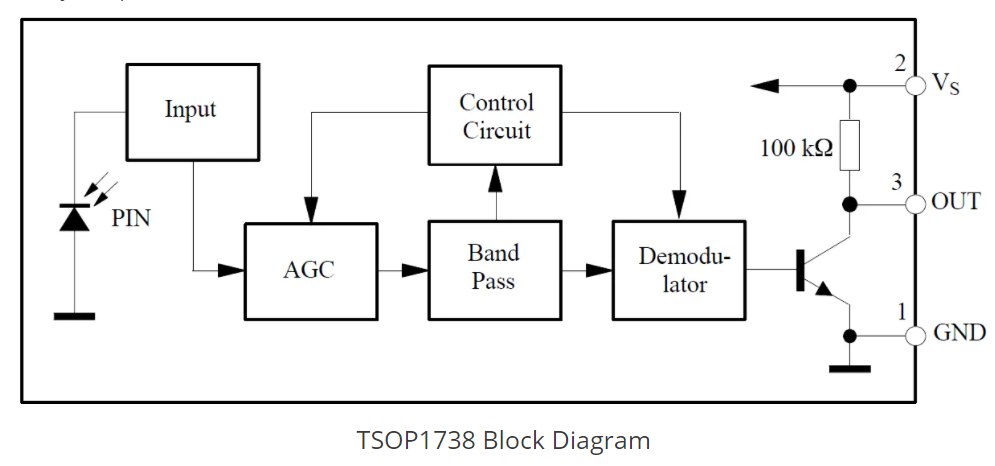 Input
Control
Circuit
2
VS
100 kΩ
PIN
3
OUT
AGC
Band
Pass
Demodu-
lator
1
GND
TSOP1738 Block Diagram